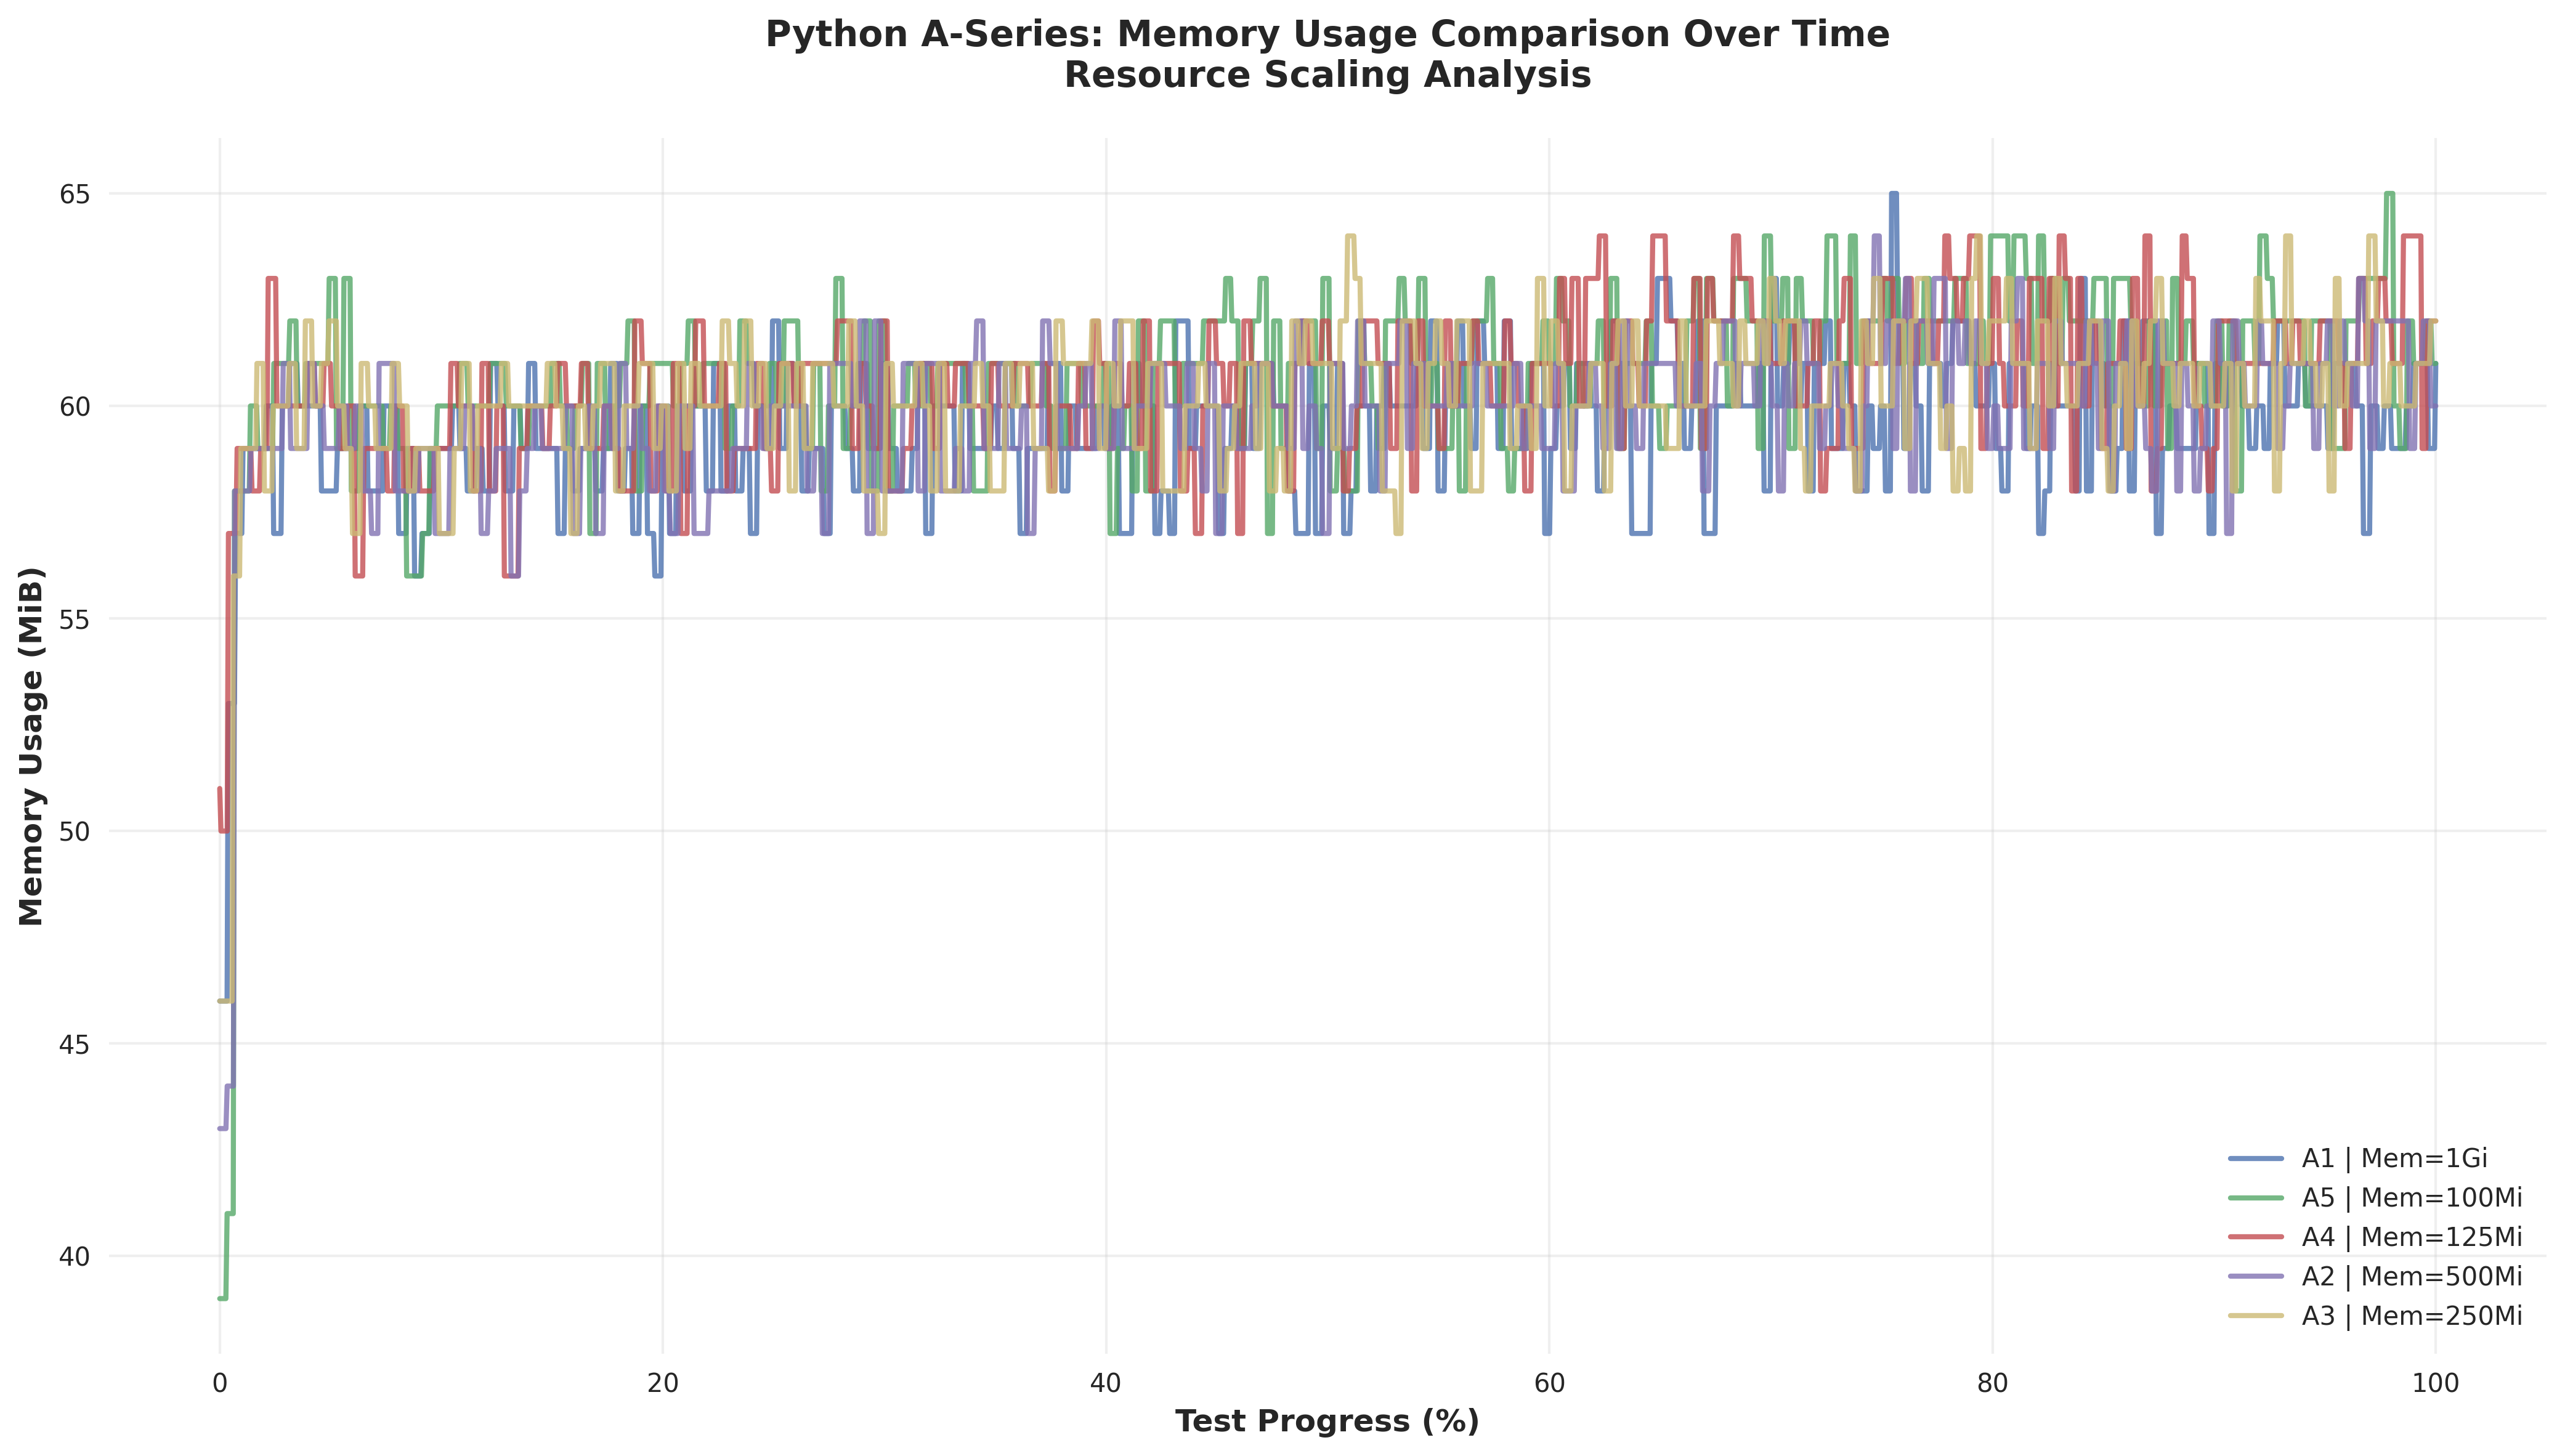 Python A-Series: Memory Usage Comparison Over Time
Resource Scaling Analysis
Memory Usage (MiB)
65
60
55
50
45
40
0
20
40
60
80
100
Test Progress (%)
A1 | Mem=1Gi
A5 | Mem=100Mi
A4 | Mem=125Mi
A2 | Mem=500Mi
A3 | Mem=250Mi